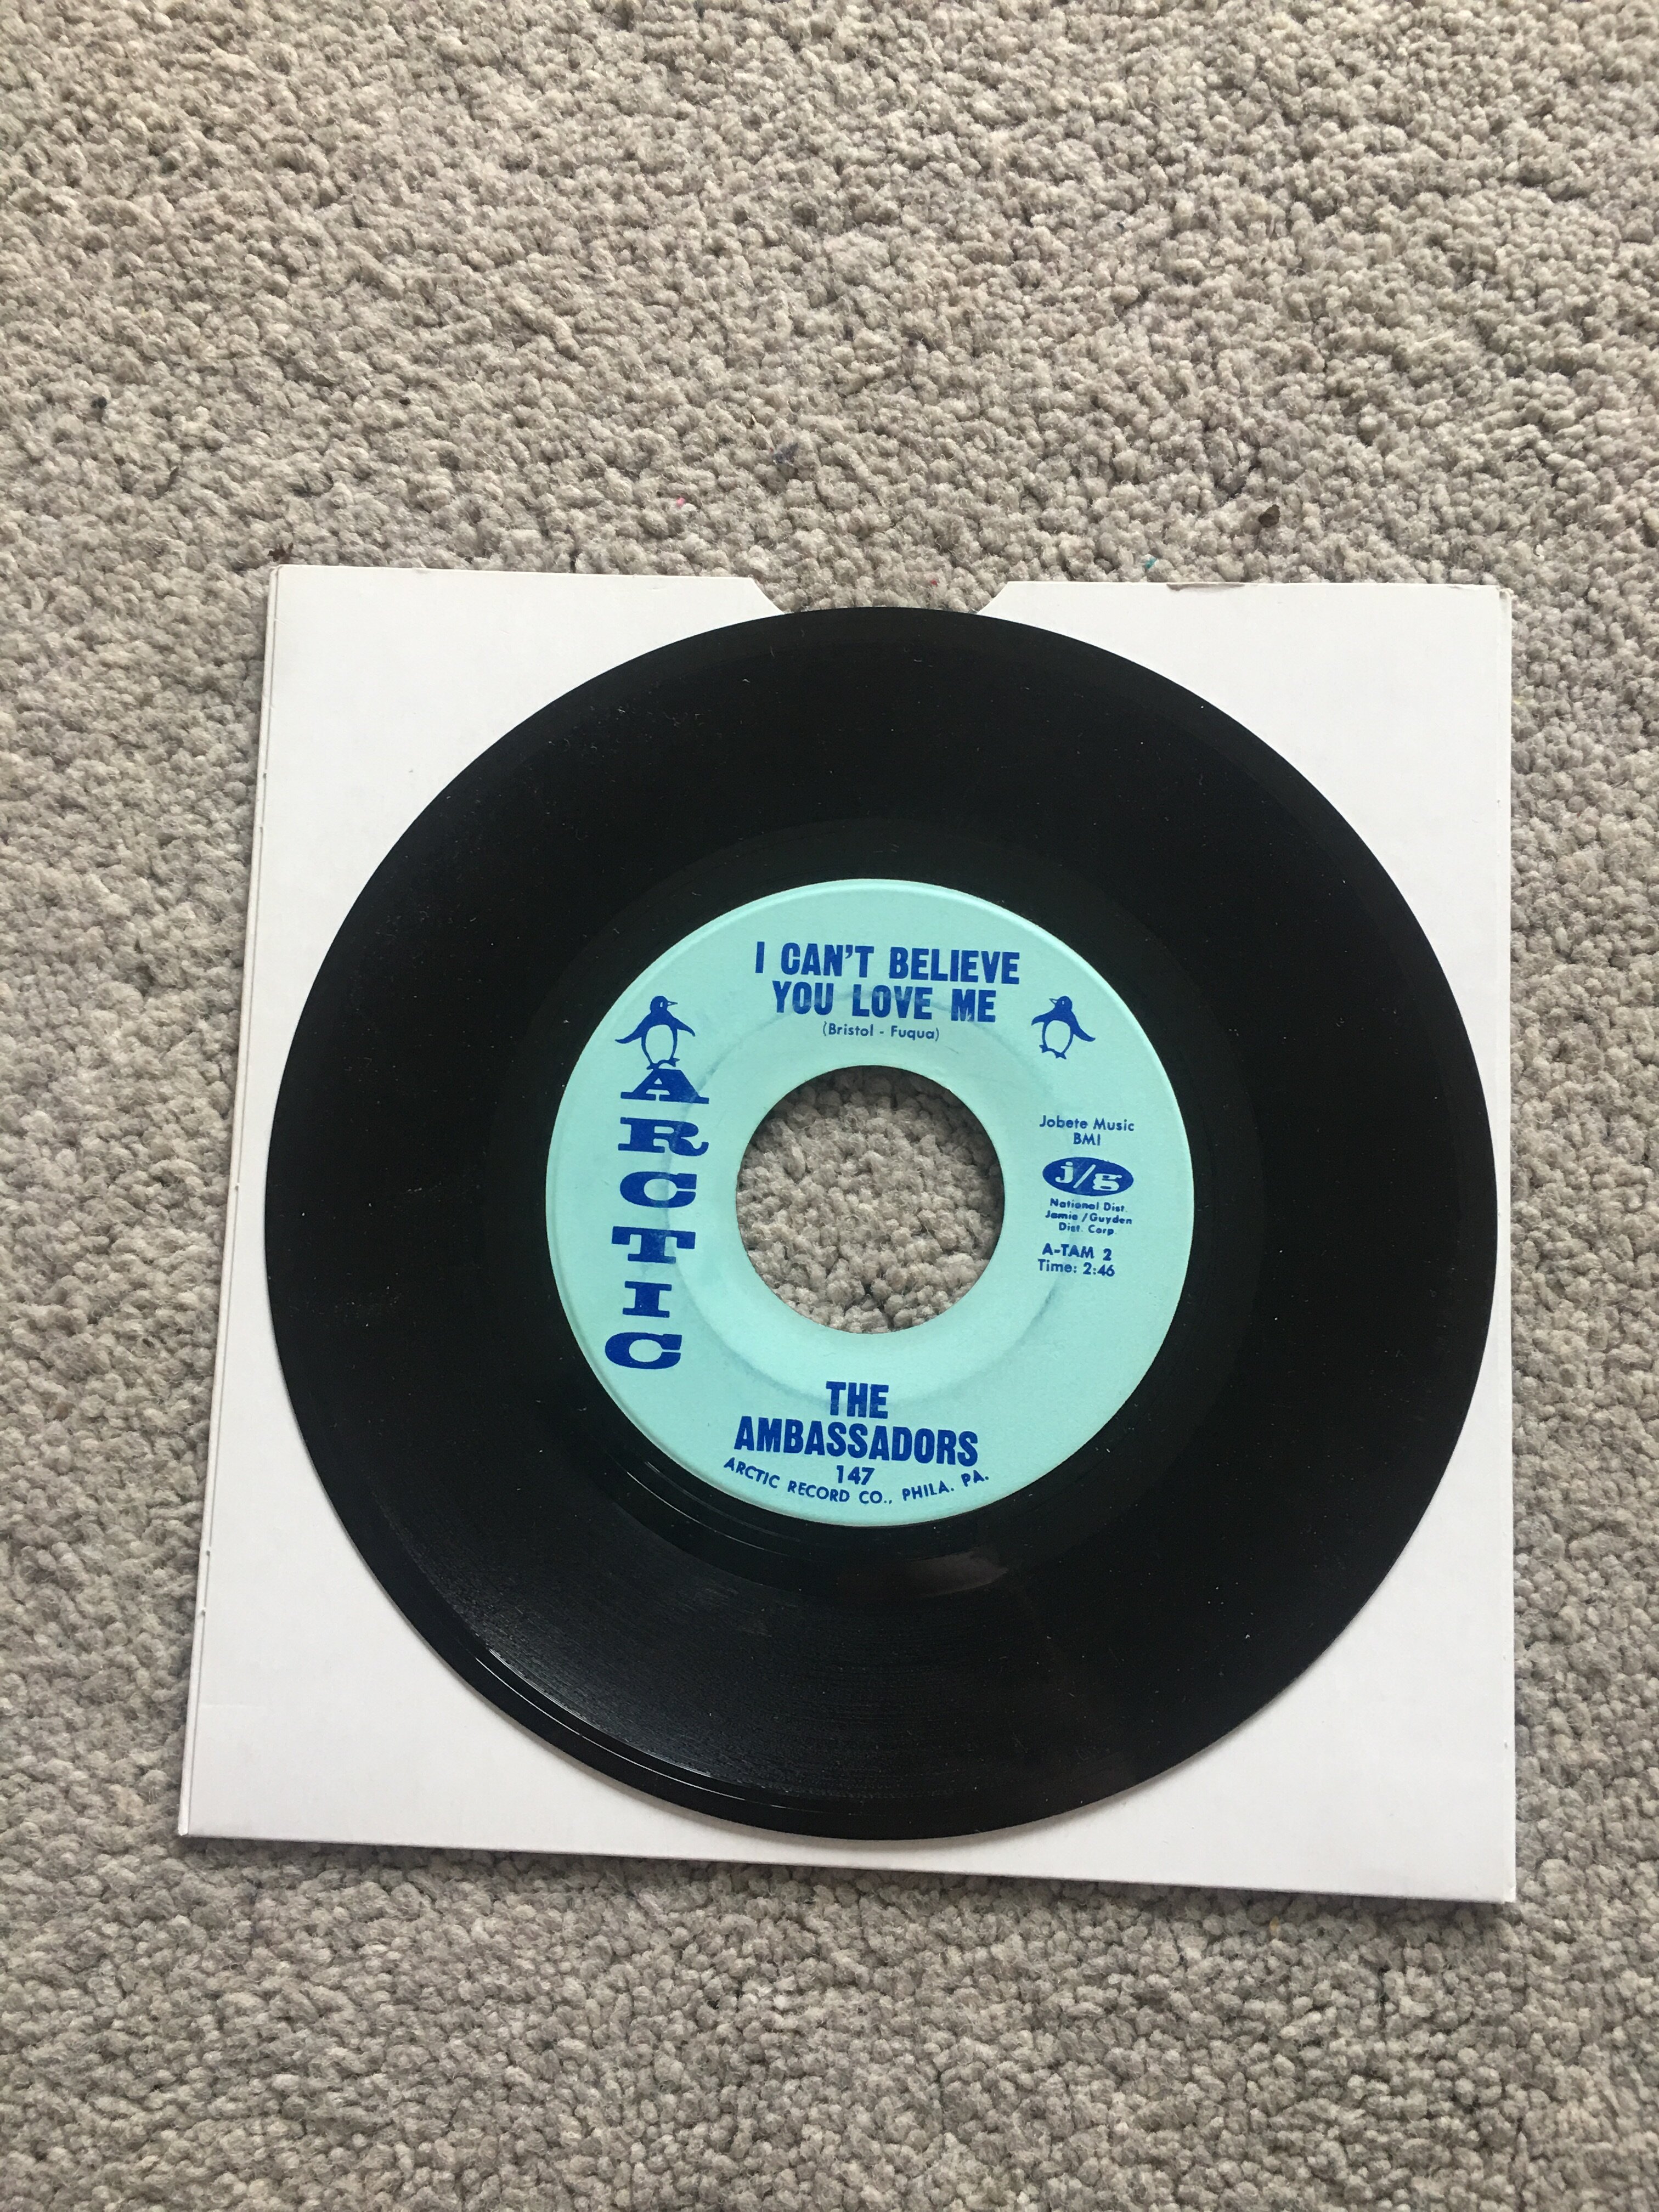 I CAN'T BELIEVE
YOU LOVE ME
(Bristol - Fuqua)
ARCTIC
Jobete Music
BMI
j/g
National Dist.
Jamie/Guyden
Dist. Corp.
A-TAM 2
Time: 2:46
THE
AMBASSADORS
147
ARCTIC RECORD CO., PHILA. PA.